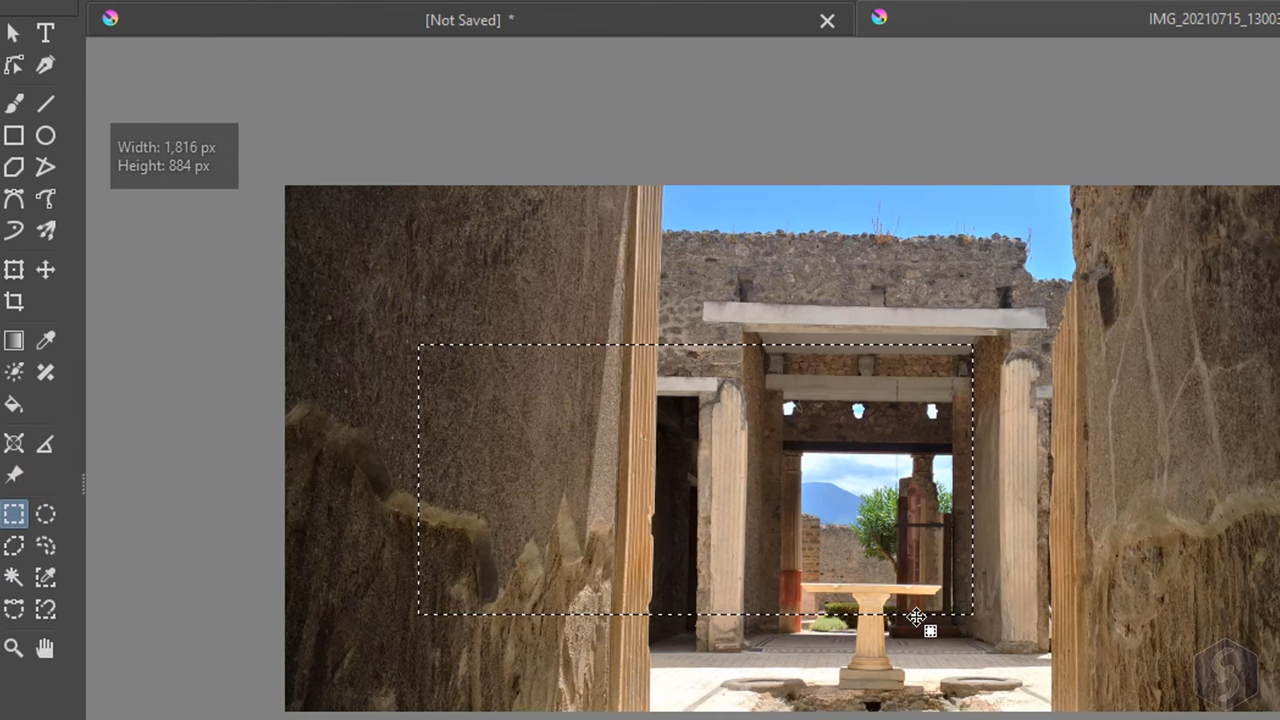 [Not Saved] *
IMG_20210715_13003
Width: 1,816 px
Height: 884 px